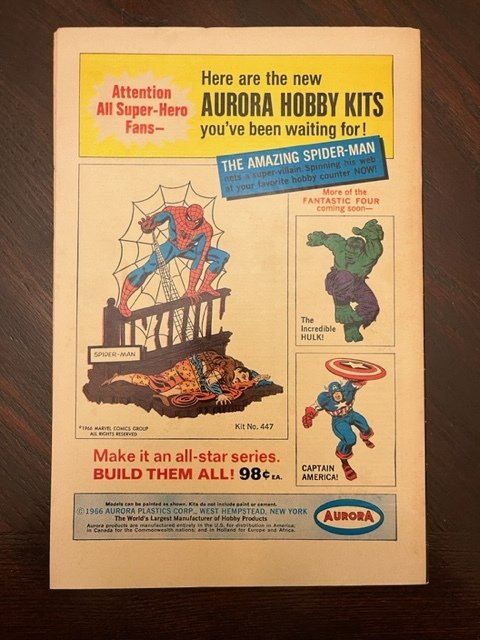 Attention
All Super-Hero
Fans—
Here are the new
AURORA HOBBY KITS
you've been waiting for!
THE AMAZING SPIDER-MAN
nets a super-villain. Spinning his web
at your favorite hobby counter NOW!
More of the
FANTASTIC FOUR
coming soon—
SPIDER-MAN
The
Incredible
HULK!
CAPTAIN
AMERICA!
©1966 MARVEL COMICS GROUP
ALL RIGHTS RESERVED
Kit No. 447
Make it an all-star series.
BUILD THEM ALL! 98¢ EA.
Models can be painted as shown. Kits do not include paint or cement.
©1966 AURORA PLASTICS CORP., WEST HEMPSTEAD, NEW YORK
The World's Largest Manufacturer of Hobby Products
Aurora products are manufactured entirely in the U.S. for distribution in America;
in Canada for the Commonwealth nations; and in Holland for Europe and Africa.
AURORA